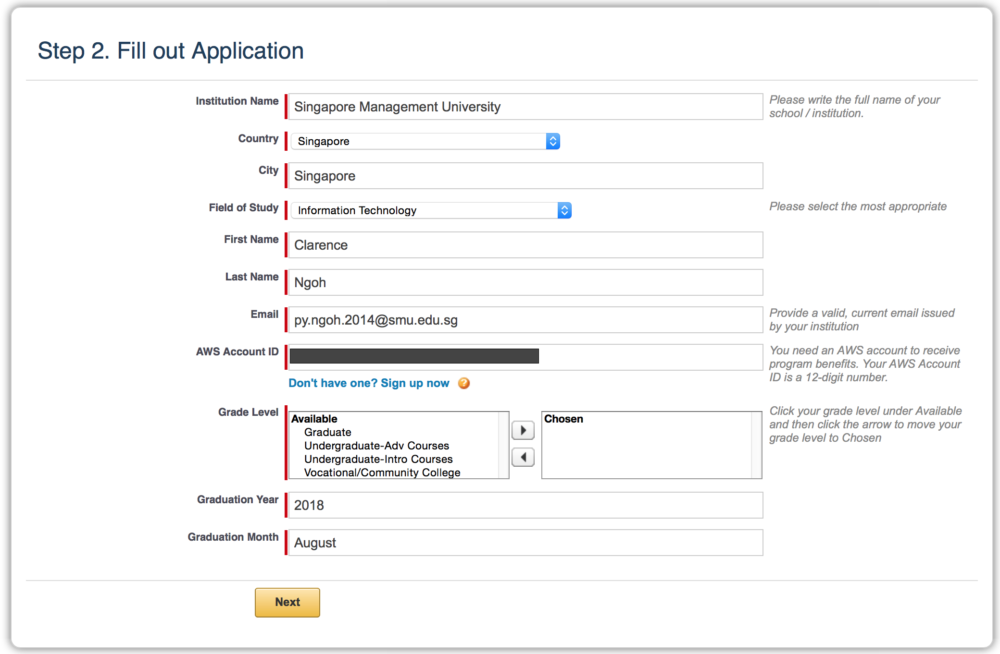 Step 2. Fill out Application
Institution Name
Singapore Management University
Please write the full name of your
school / institution.
Country
Singapore
City
Singapore
Field of Study
Information Technology
Please select the most appropriate
First Name
Clarence
Last Name
Ngoh
Email
py.ngoh.2014@smu.edu.sg
Provide a valid, current email issued
by your institution
AWS Account ID
You need an AWS account to receive
program benefits. Your AWS Account
ID is a 12-digit number.
Don't have one? Sign up now ?
Grade Level
Available
Graduate
Undergraduate-Adv Courses
Undergraduate-Intro Courses
Vocational/Community College
Chosen
Click your grade level under Available
and then click the arrow to move your
grade level to Chosen
Graduation Year
2018
Graduation Month
August
Next